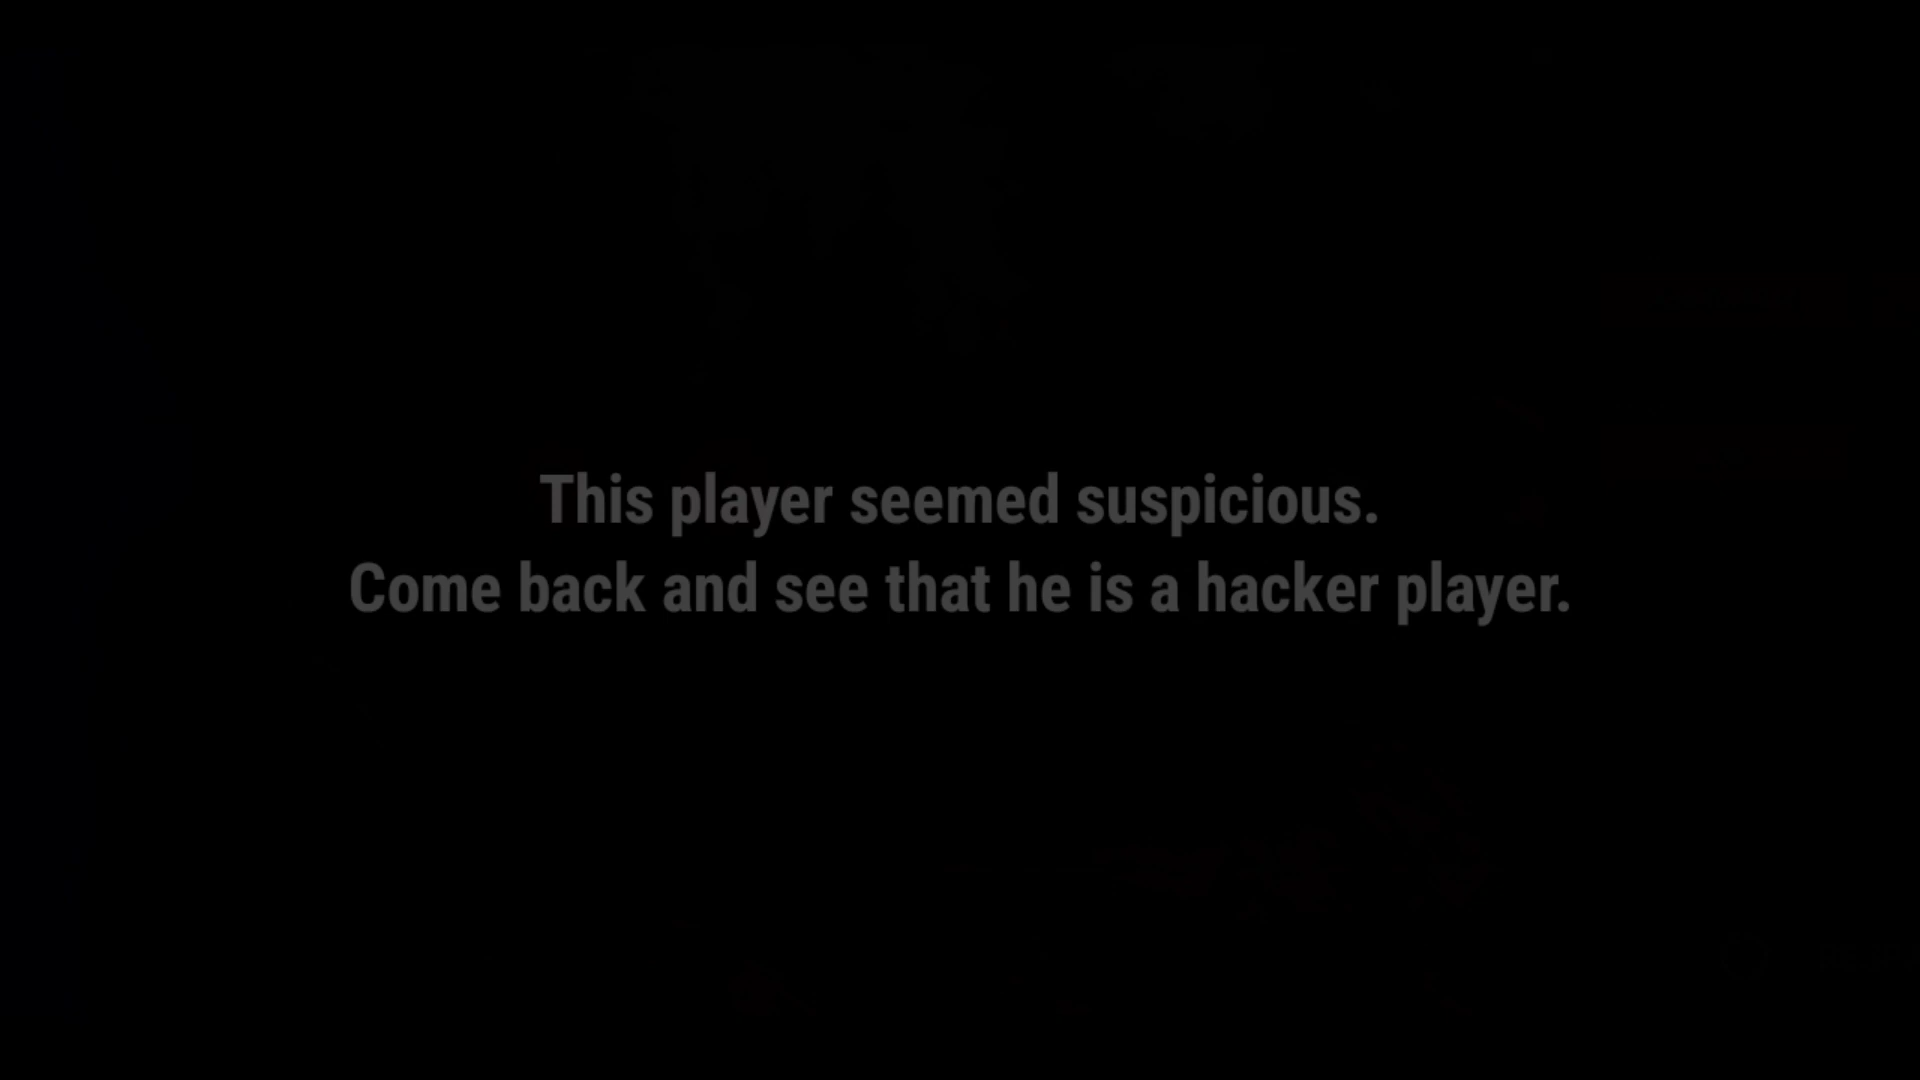 This player seemed suspicious.
Come back and see that he is a hacker player.